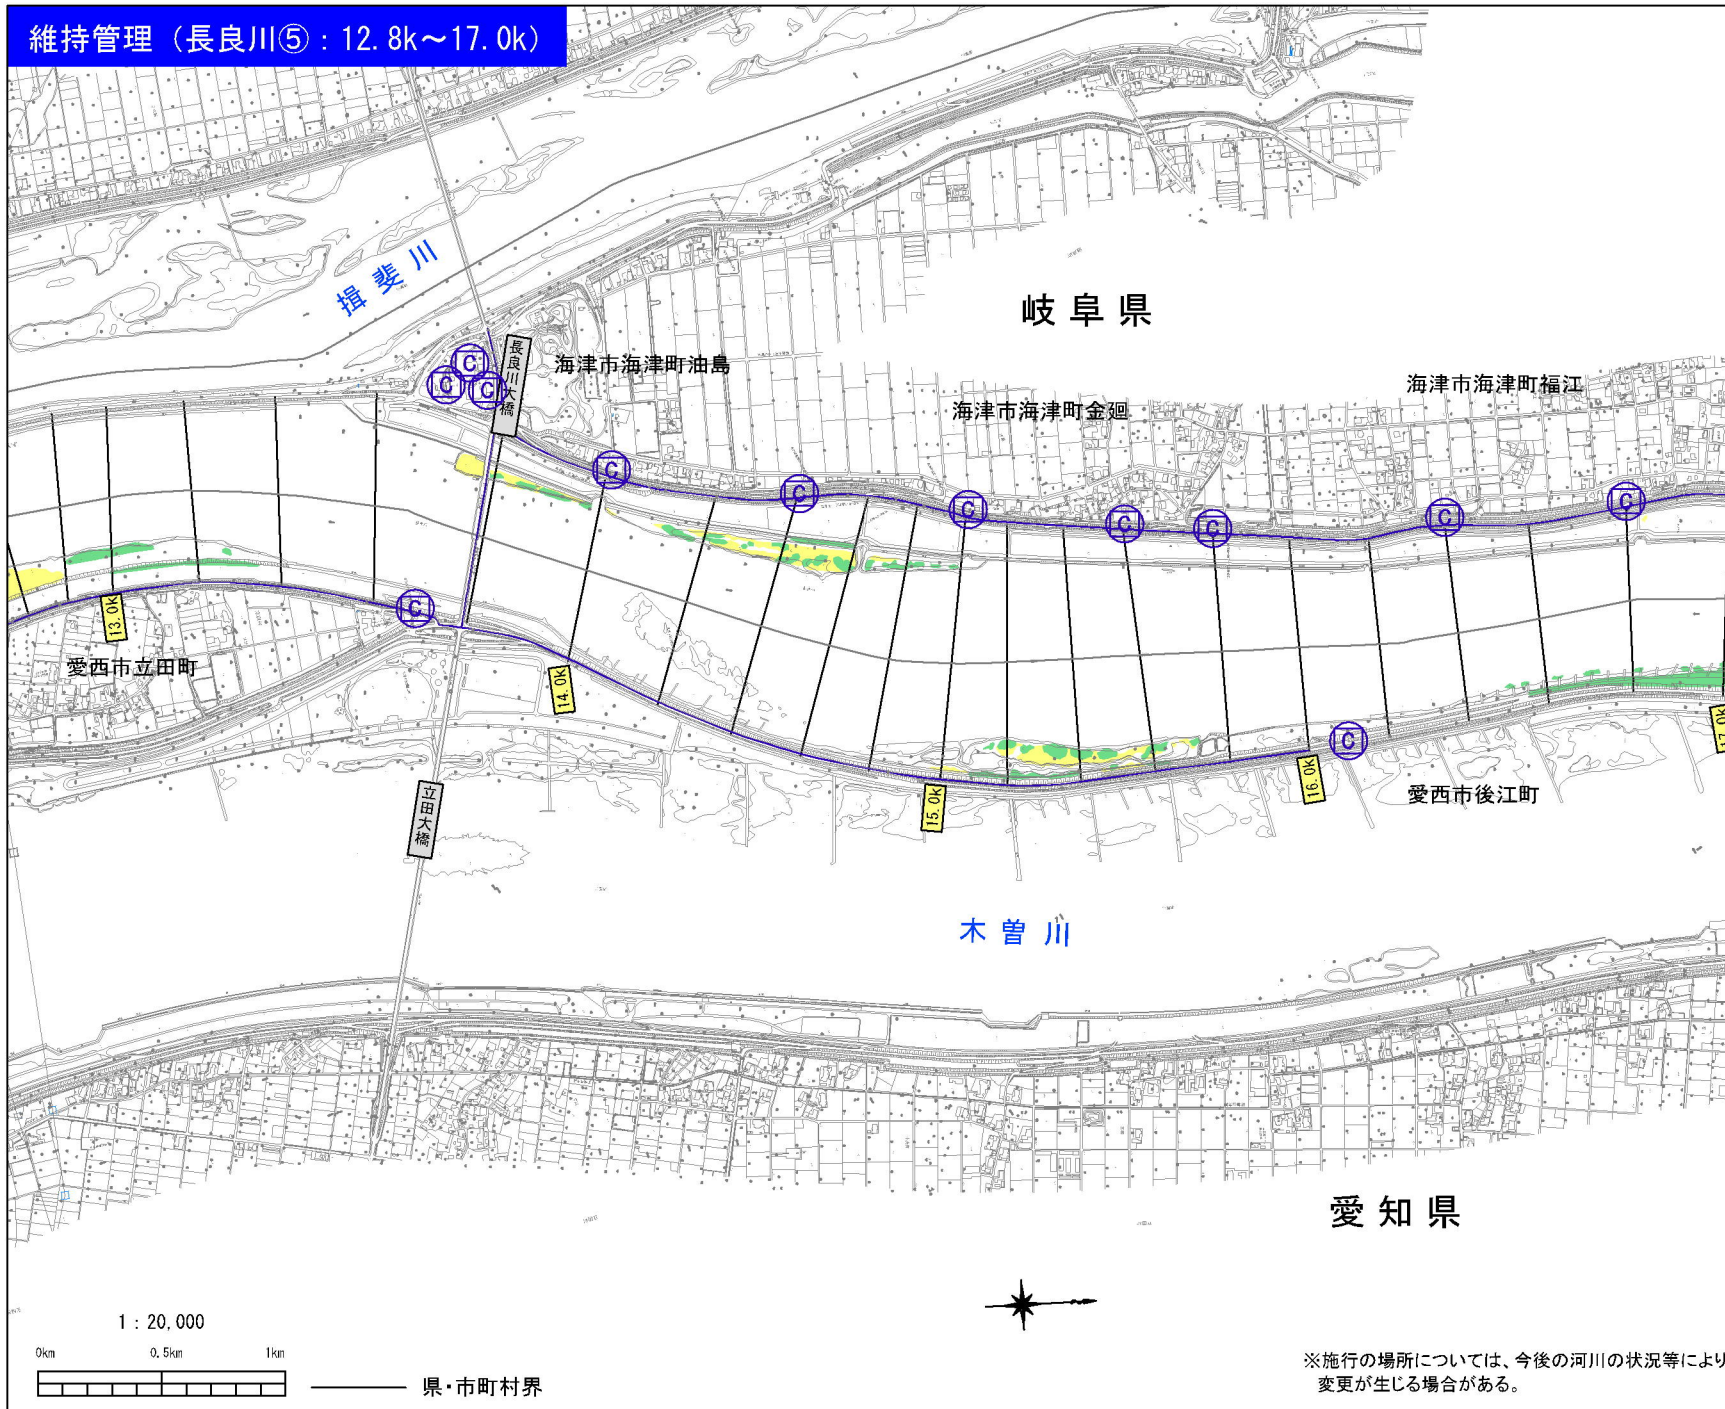 維持管理（長良川⑤：12.8k～17.0k）
揖斐川
岐阜県
長良川大橋
海津市海津町油島
海津市海津町金廻
海津市海津町福江
C
C
C
C
C
C
C
C
C
C
C
C
13.0K
愛西市立田町
14.0K
17.0K
立田大橋
15.0K
16.0K
愛西市後江町
木曽川
愛知県
1：20,000
0km 0.5km 1km
県・市町村界
※施行の場所については、今後の河川の状況等により
変更が生じる場合がある。